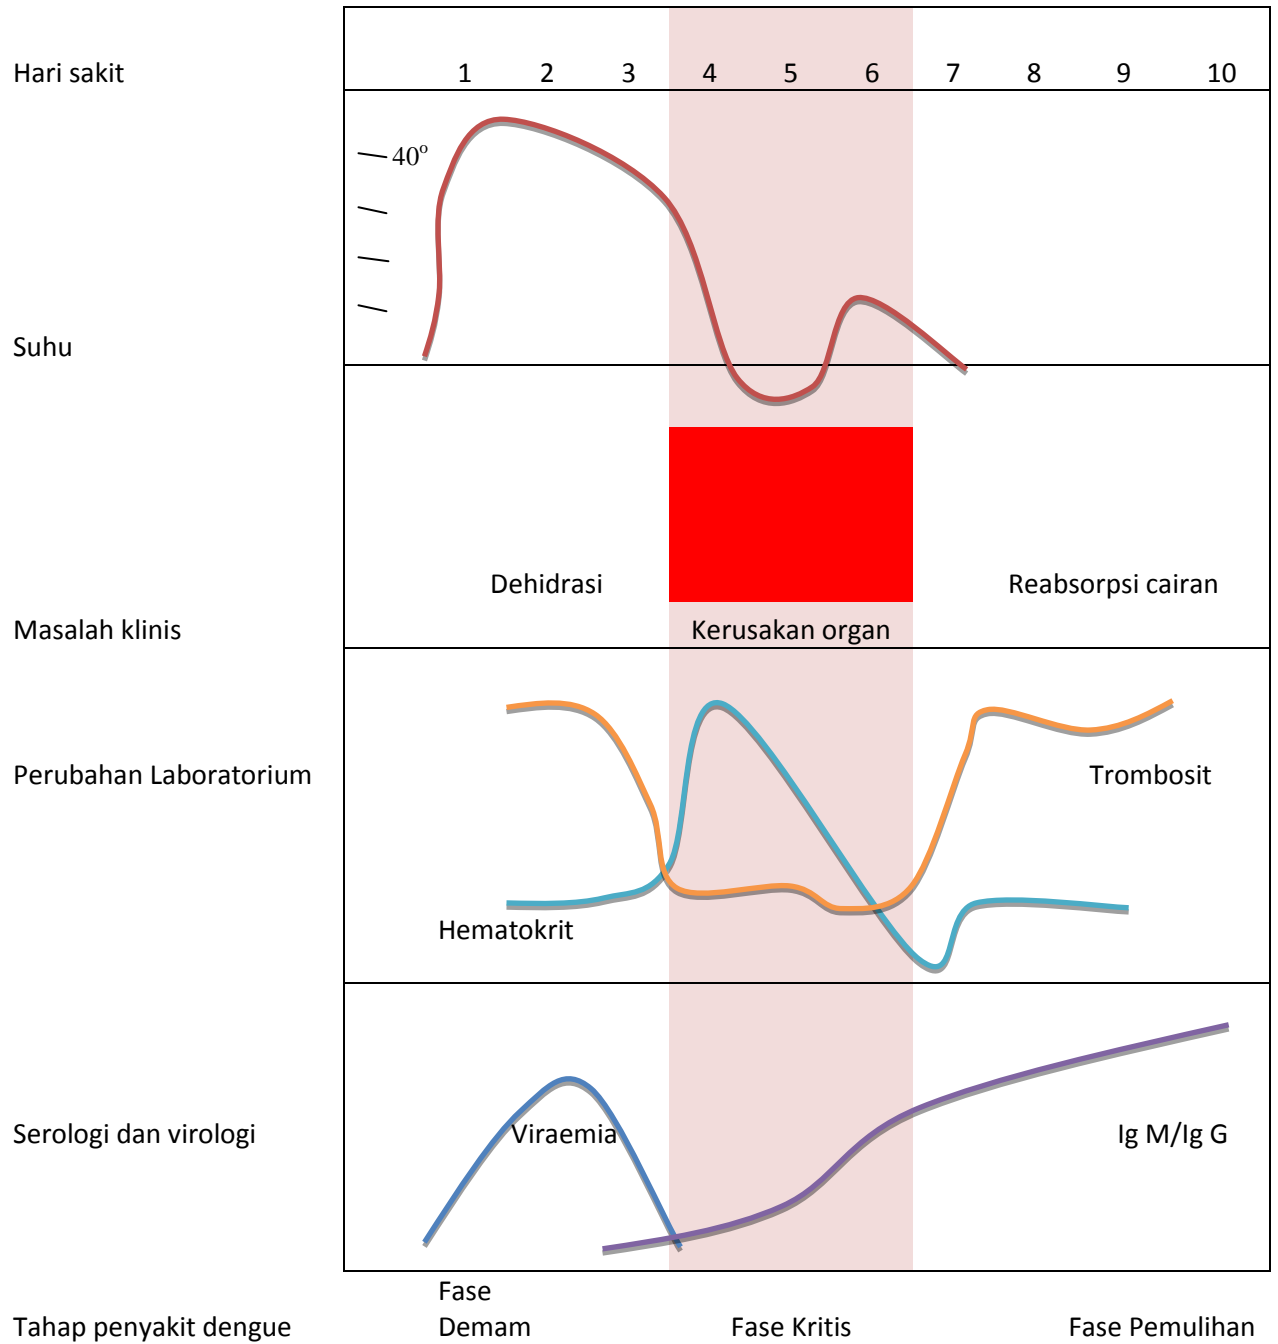 Hari sakit 1 2 3 4 5 6 7 8 9 10
40°
Suhu
Dehidrasi Reabsorpsi cairan
Masalah klinis Kerusakan organ
Perubahan Laboratorium Trombosit
Hematokrit
Serologi dan virologi Viraemia Ig M/Ig G
Fase
Tahap penyakit dengue Demam Fase Kritis Fase Pemulihan